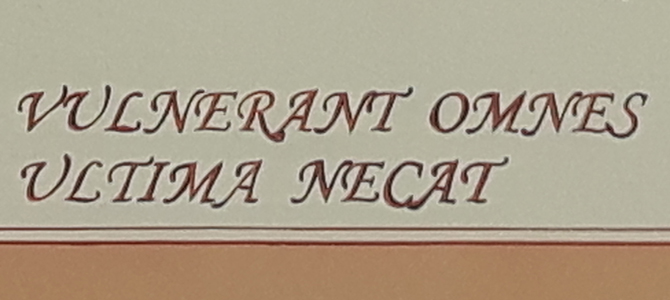 VULNERANT OMNES
ULTIMA NECAT